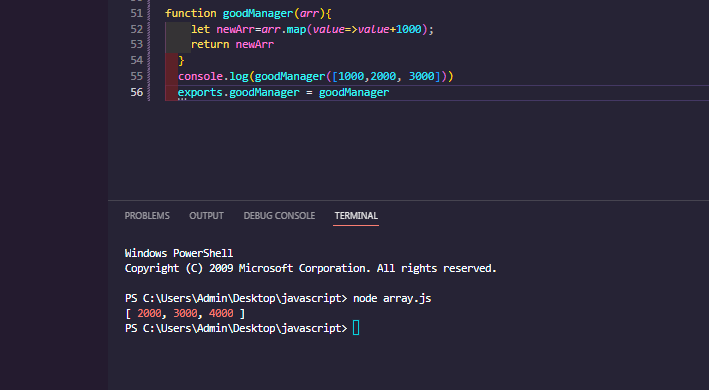 51 function goodManager(arr){
52 let newArr=arr.map(value=>value+1000);
53 return newArr
54 }
55 console.log(goodManager([1000,2000, 3000]))
56 exports.goodManager = goodManager
PROBLEMS OUTPUT DEBUG CONSOLE TERMINAL
Windows PowerShell
Copyright (C) 2009 Microsoft Corporation. All rights reserved.
PS C:\Users\Admin\Desktop\javascript> node array.js
[ 2000, 3000, 4000 ]
PS C:\Users\Admin\Desktop\javascript>